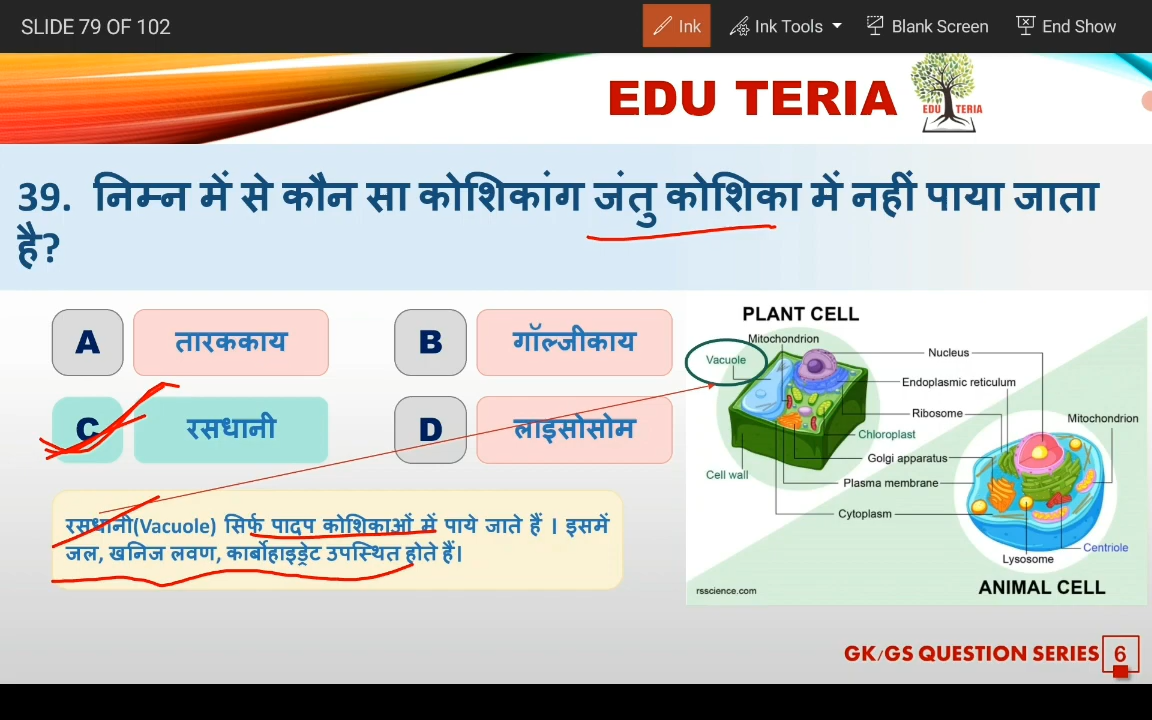 SLIDE 79 OF 102
Ink
Ink Tools
Blank Screen
End Show
EDU TERIA
EDU TERIA
39. निम्न में से कौन सा कोशिकांग जंतु कोशिका में नहीं पाया जाता
है?
A तारककाय
B गॉल्जीकाय
C रसधानी
D लाइसोसोम
रसधानी(Vacuole) सिर्फ पादप कोशिकाओं में पाये जाते हैं । इसमें
जल, खनिज लवण, कार्बोहाइड्रेट उपस्थित होते हैं।
PLANT CELL
Mitochondrion
Vacuole
Nucleus
Endoplasmic reticulum
Ribosome
Mitochondrion
Chloroplast
Golgi apparatus
Cell wall
Plasma membrane
Cytoplasm
Centriole
Lysosome
ANIMAL CELL
rsscience.com
GK/GS QUESTION SERIES 6